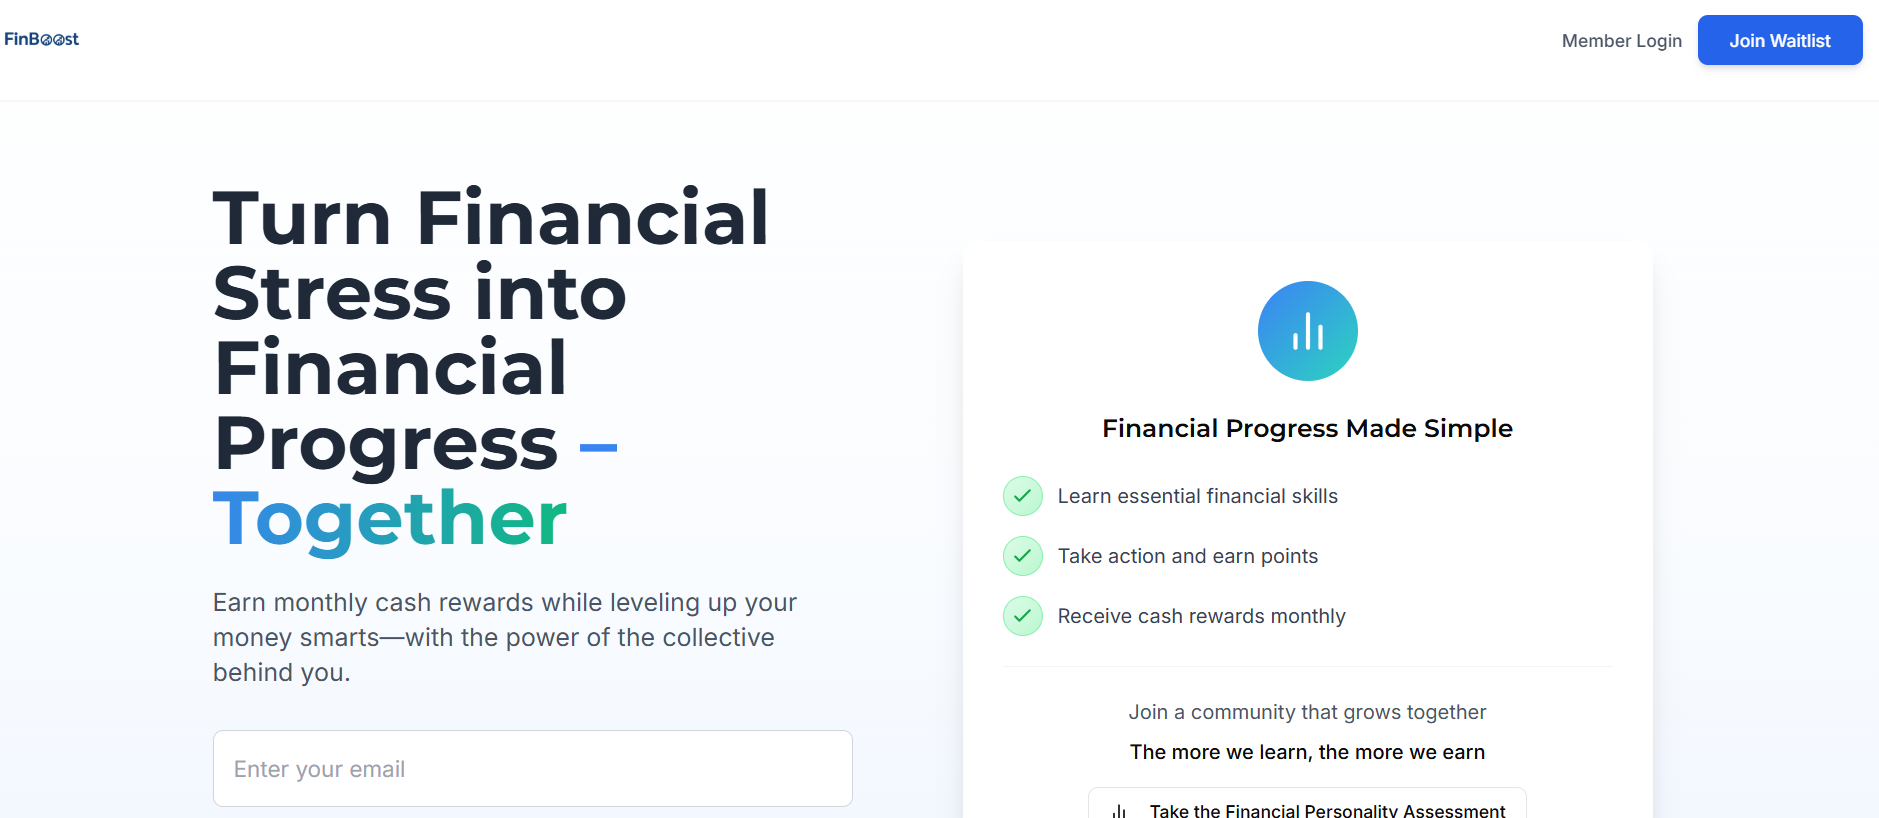 FinBoost
Member Login
Join Waitlist
Turn Financial
Stress into
Financial
Progress –
Together
Earn monthly cash rewards while leveling up your
money smarts—with the power of the collective
behind you.
Enter your email
Financial Progress Made Simple
Learn essential financial skills
Take action and earn points
Receive cash rewards monthly
Join a community that grows together
The more we learn, the more we earn
Take the Financial Personality Assessment